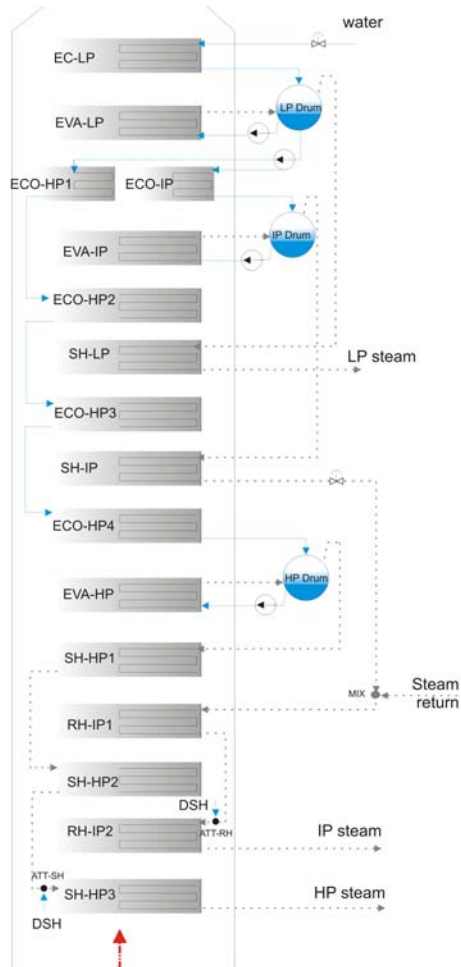 water
EC-LP
LP Drum
EVA-LP
ECO-HP1
ECO-IP
IP Drum
EVA-IP
ECO-HP2
SH-LP
LP steam
ECO-HP3
SH-IP
ECO-HP4
HP Drum
EVA-HP
SH-HP1
Steam
return
MIX
RH-IP1
SH-HP2
DSH
RH-IP2
ATT-RH
IP steam
ATT-SH
SH-HP3
HP steam
DSH